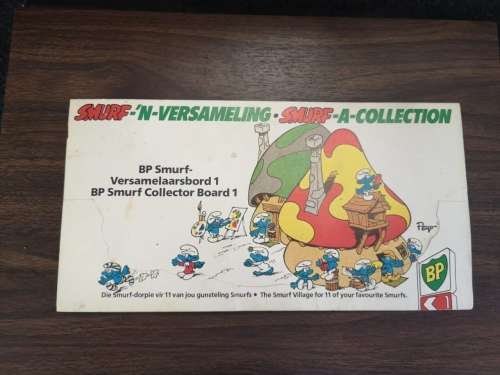 SMURF-'N-VERSAMELING • SMURF-A-COLLECTION
BP Smurf-
Versamelaarsbord 1
BP Smurf Collector Board 1
Peyo
BP
Die Smurf-dorpie vir 11 van jou gunsteling Smurfs • The Smurf Village for 11 of your favourite Smurfs.